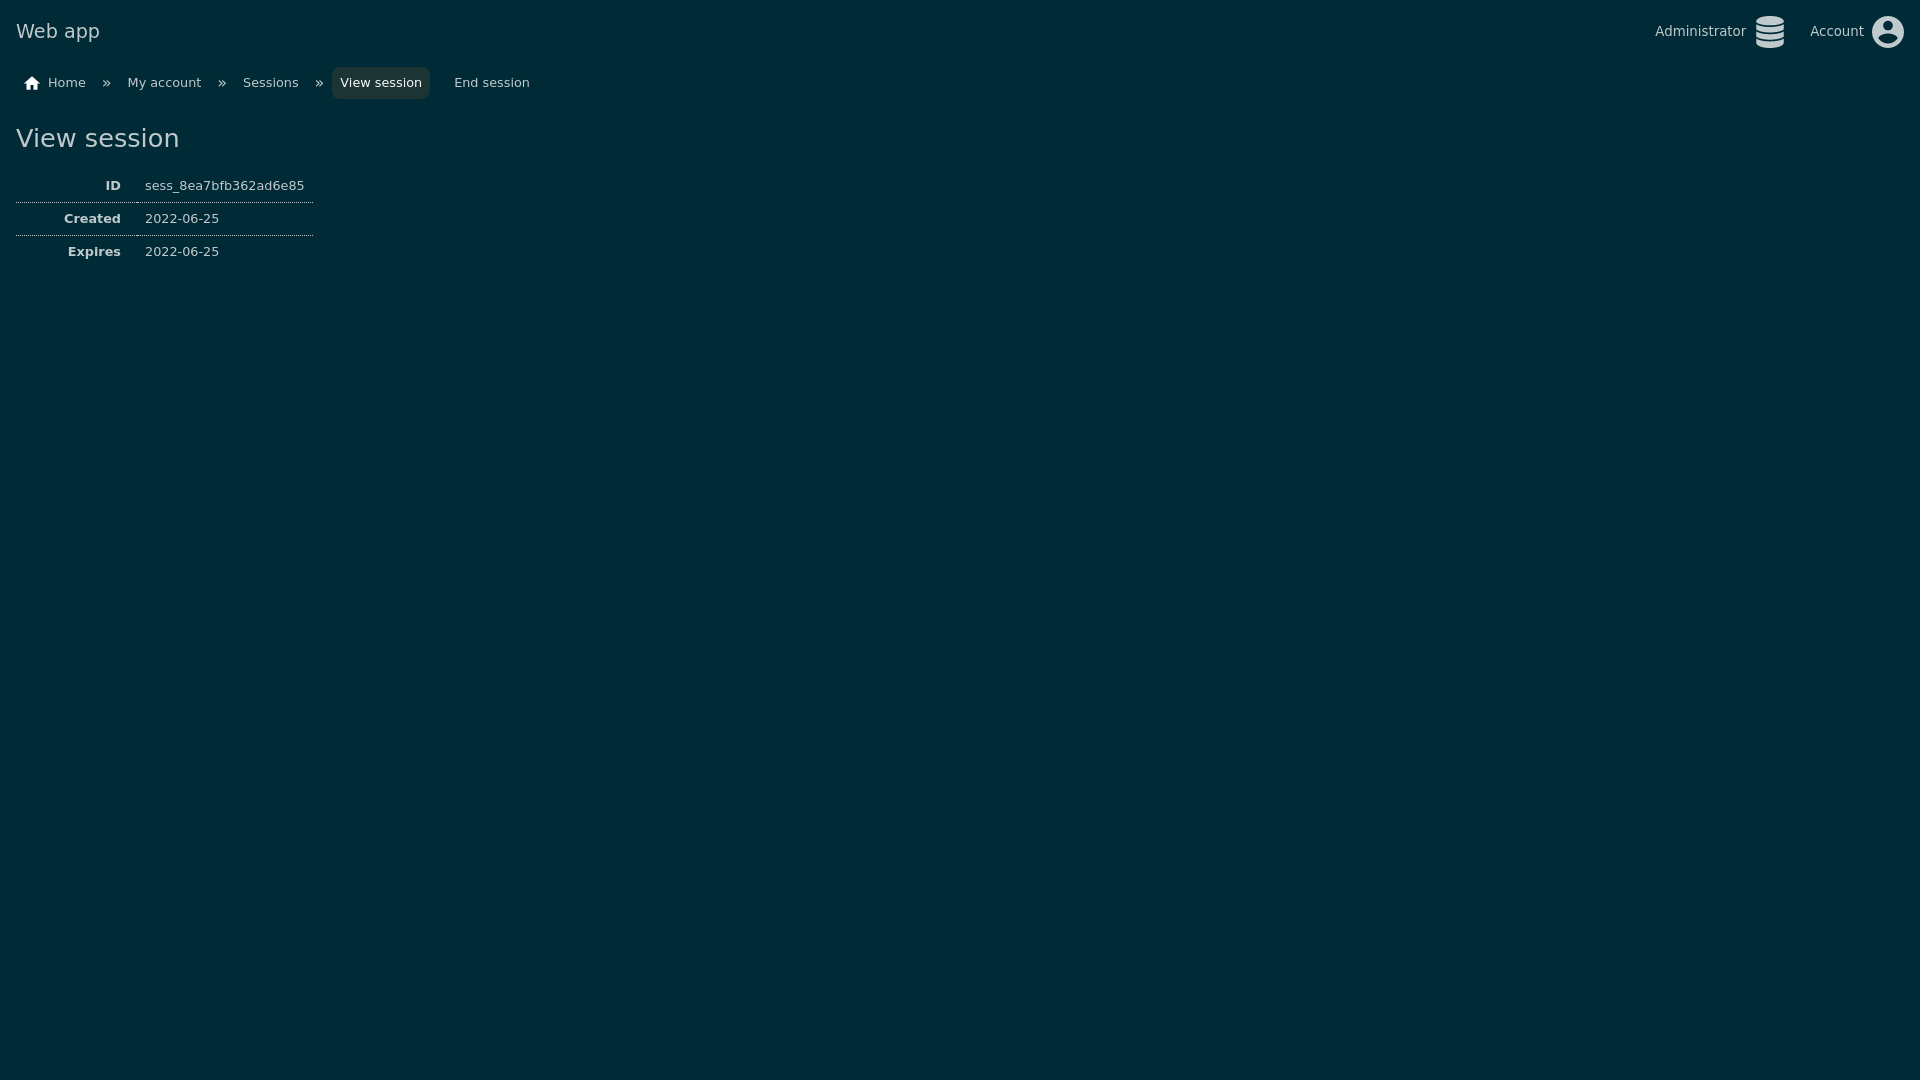 Web app
Administrator
Account
Home » My account » Sessions » View session End session
View session
ID sess_8ea7bfb362ad6e85
Created 2022-06-25
Expires 2022-06-25